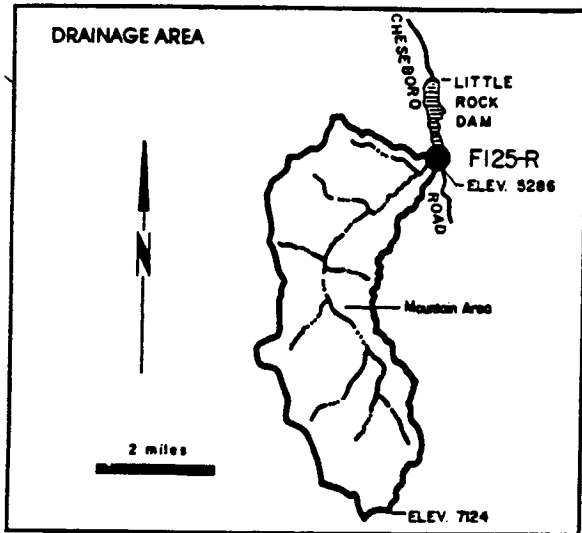 DRAINAGE AREA
CHESEBORO
LITTLE
ROCK
DAM
F125-R
ELEV. 5286
ROAD
N
Mountain Area
2 miles
ELEV. 7124